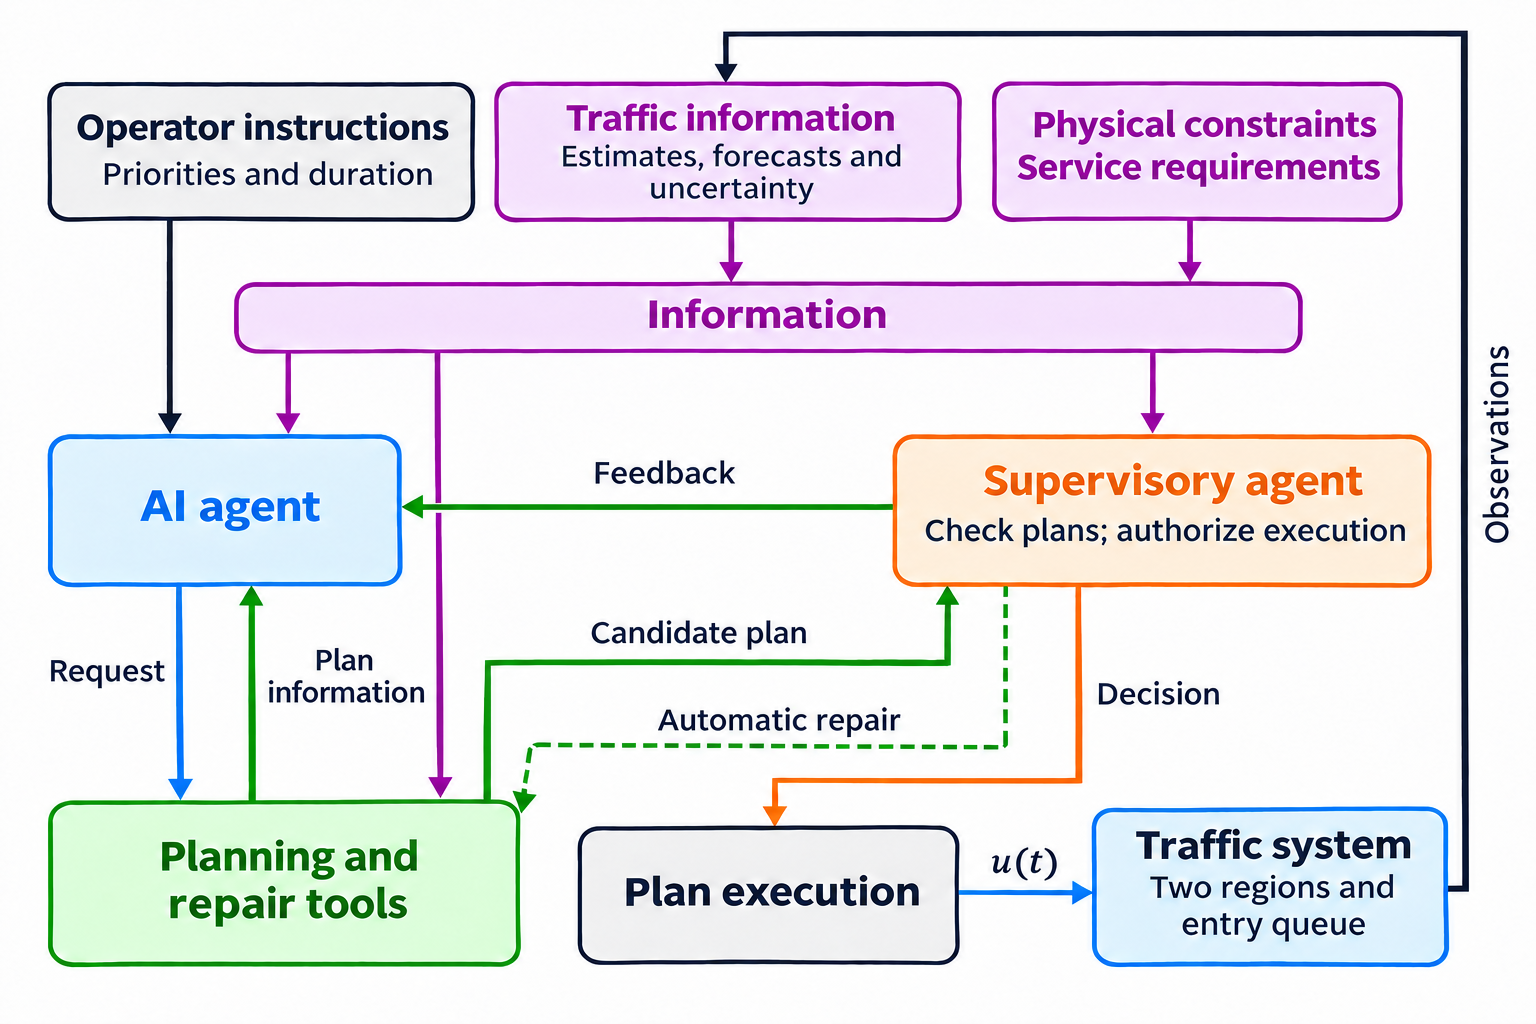 Operator instructions
Priorities and duration
Traffic information
Estimates, forecasts and
uncertainty
Physical constraints
Service requirements
Information
AI agent
Feedback
Supervisory agent
Check plans; authorize execution
Observations
Request
Plan
information
Candidate plan
Automatic repair
Decision
Planning and
repair tools
Plan execution
u(t)
Traffic system
Two regions and
entry queue